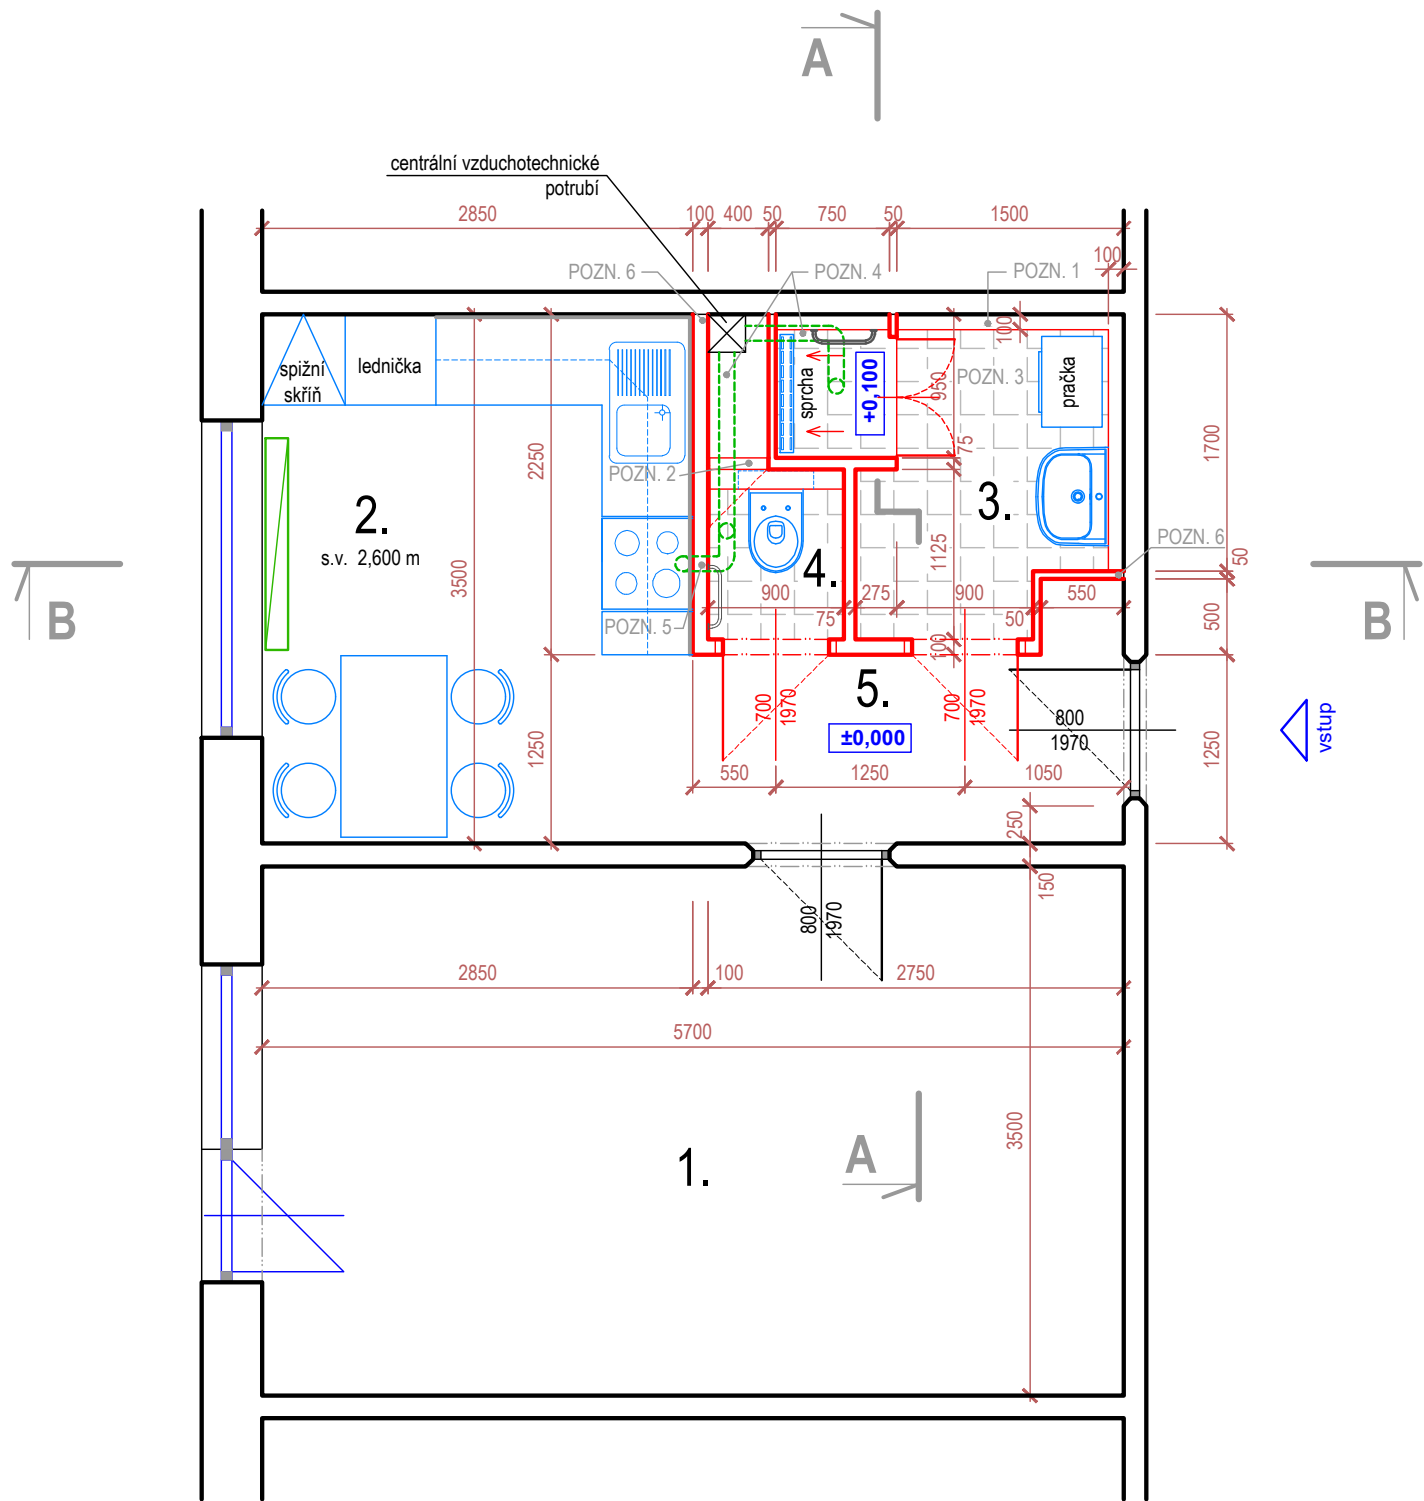 A
centrální vzduchotechnické
potrubí
2850
100
400
50
750
50
1500
100
POZN. 6
POZN. 4
POZN. 1
100
spižní
skříň
lednička
sprcha
+0,100
950
POZN. 3
pračka
75
1700
2250
POZN. 2
2.
s.v. 2,600 m
3.
3500
4.
1125
POZN. 6
50
B
B
900
275
900
550
75
50
500
POZN. 5
100
5.
700
1970
700
1970
±0,000
800
1970
vstup
1250
1250
550
1250
1050
250
150
800
1970
2850
100
2750
5700
3500
A
1.